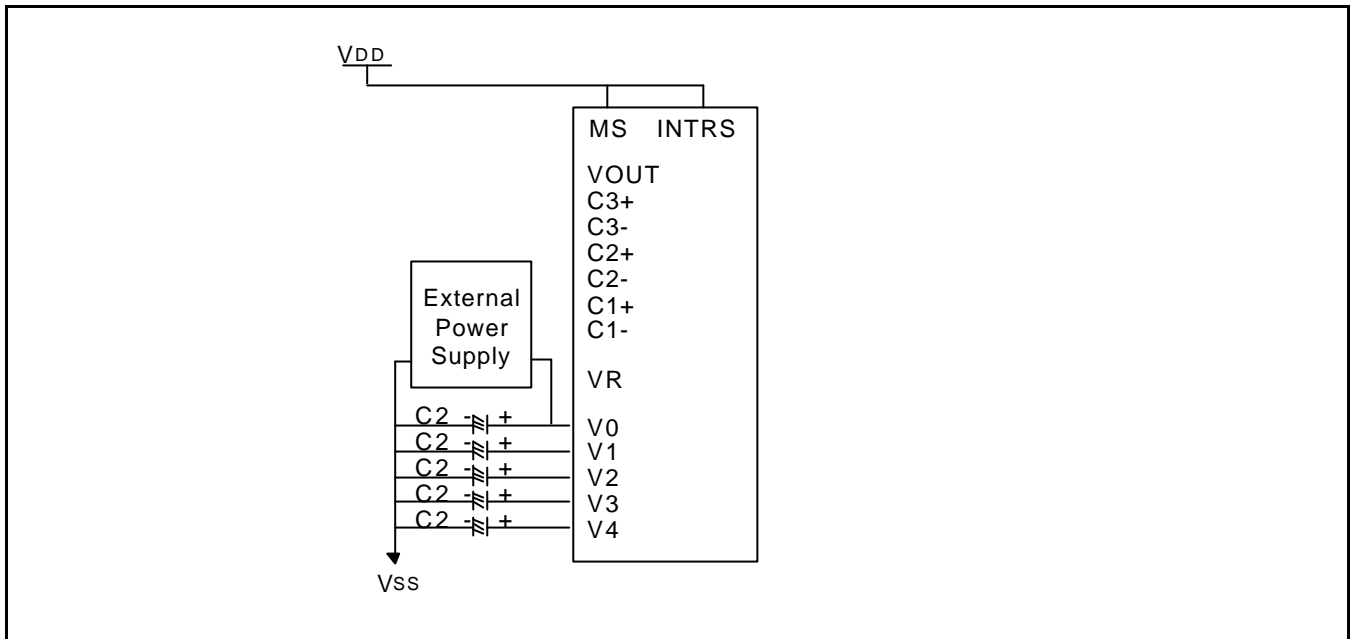 VDD
MS INTRS
VOUT
C3+
C3-
C2+
C2-
C1+
C1-
VR
External
Power
Supply
C2 - + V0
C2 - + V1
C2 - + V2
C2 - + V3
C2 - + V4
VSS